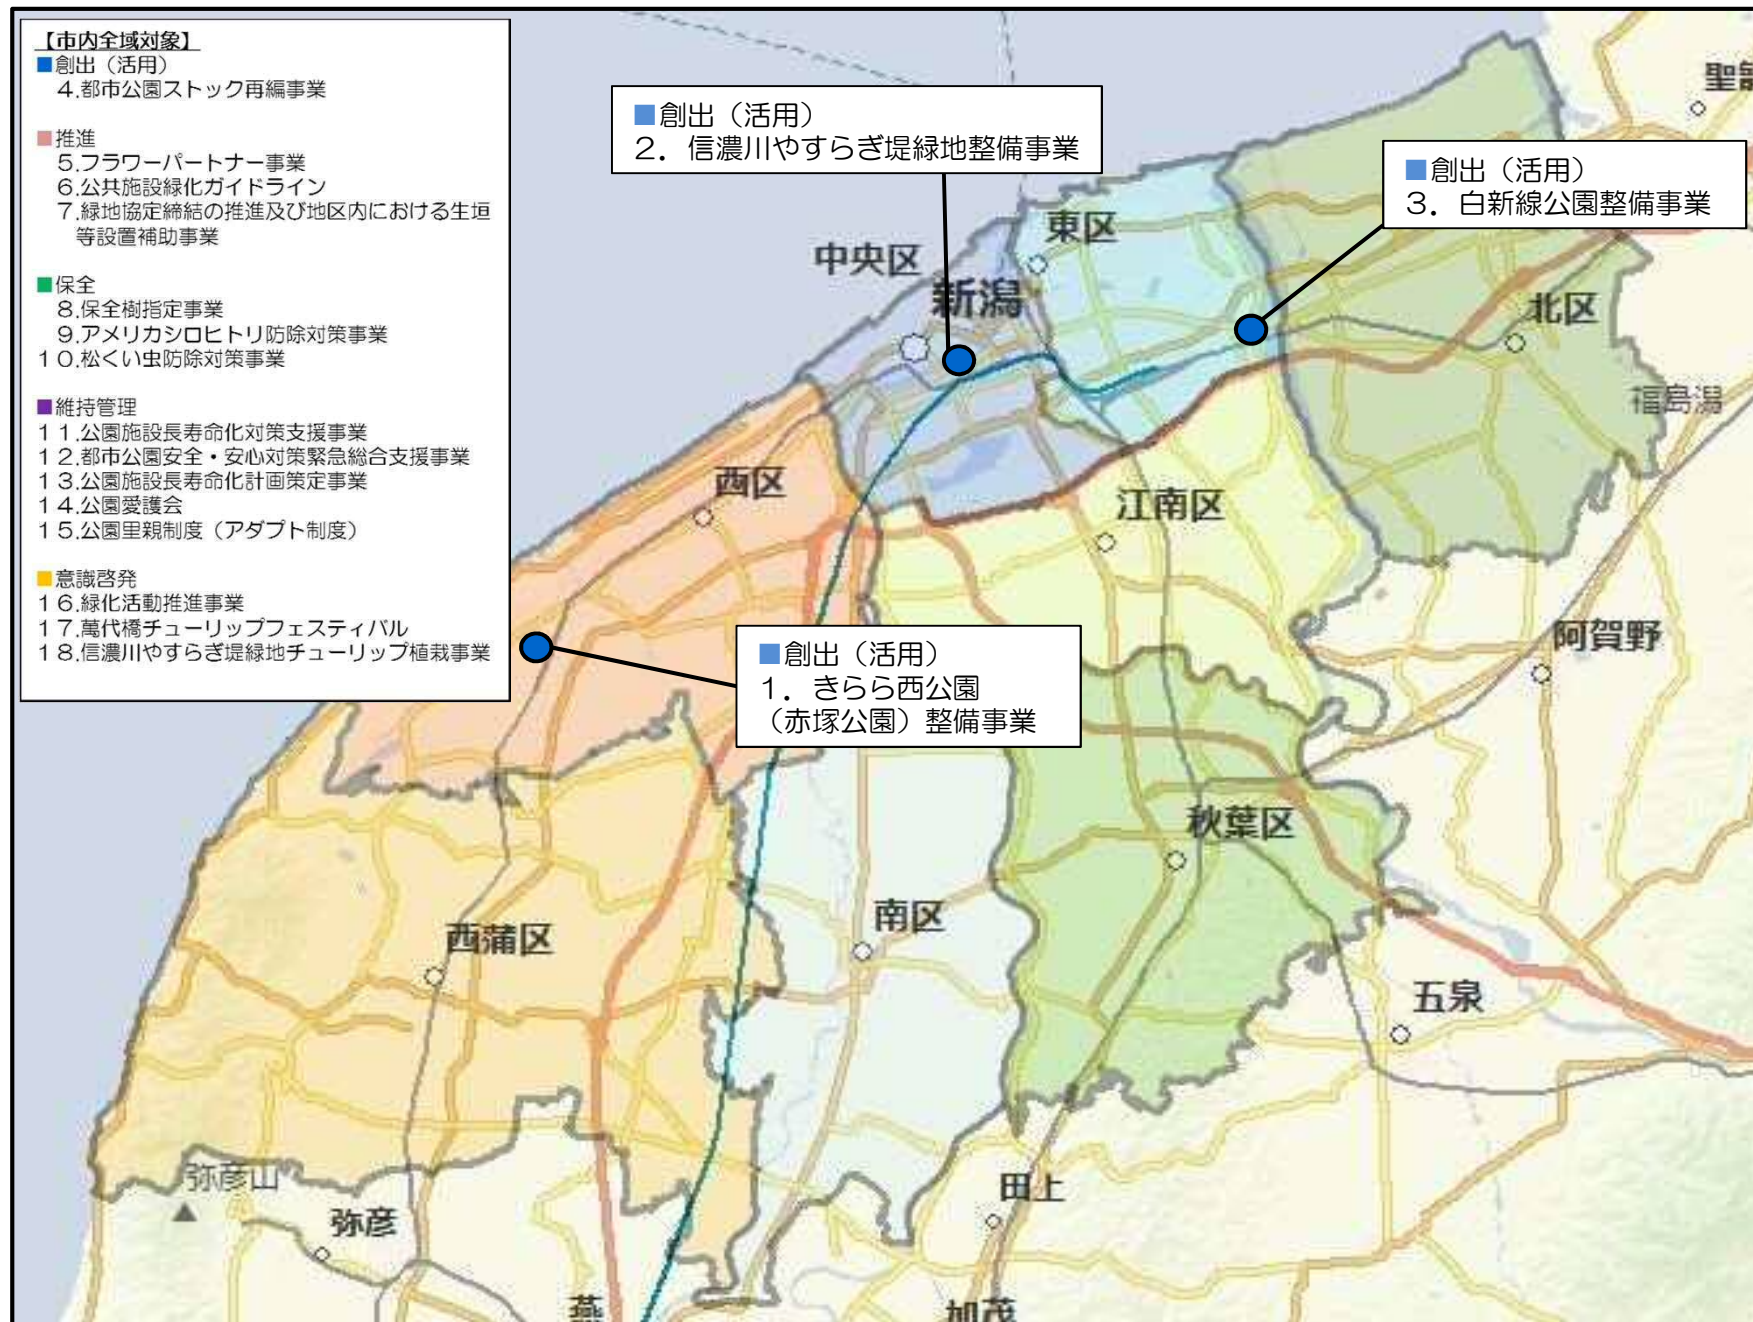 【市内全域対象】
■創出（活用）
4.都市公園ストック再編事業
■推進
5.フラワーパートナー事業
6.公共施設緑化ガイドライン
7.緑地協定締結の推進及び地区内における生垣
等設置補助事業
■保全
8.保全樹指定事業
9.アメリカシロヒトリ防除対策事業
10.松くい虫防除対策事業
■維持管理
11.公園施設長寿命化対策支援事業
12.都市公園安全・安心対策緊急総合支援事業
13.公園施設長寿命化計画策定事業
14.公園愛護会
15.公園里親制度（アダプト制度）
■意識啓発
16.緑化活動推進事業
17.萬代橋チューリップフェスティバル
18.信濃川やすらぎ堤緑地チューリップ植栽事業
■創出（活用）
2．信濃川やすらぎ堤緑地整備事業
■創出（活用）
3．白新線公園整備事業
■創出（活用）
1．きらら西公園
（赤塚公園）整備事業
聖籠
東区
中央区
新潟
北区
福島潟
西区
江南区
阿賀野
秋葉区
南区
西蒲区
五泉
弥彦山
弥彦
田上
燕
加茂